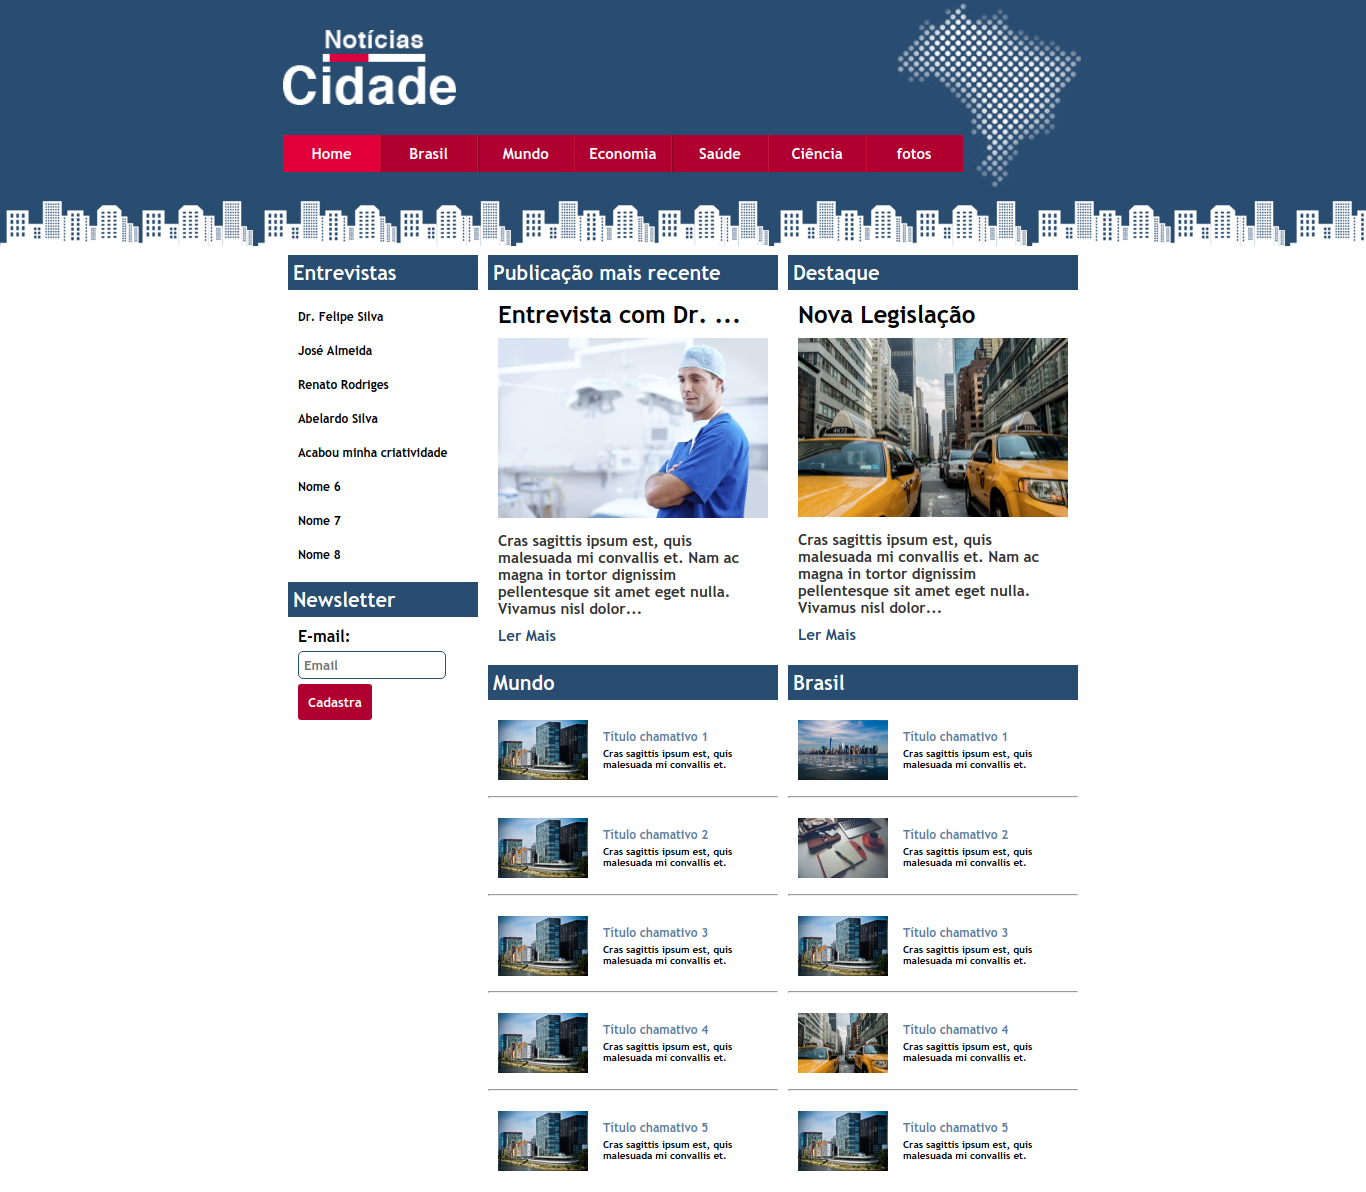 Notícias
Cidade
Home
Brasil
Mundo
Economia
Saúde
Ciência
fotos
Entrevistas
Dr. Felipe Silva
José Almeida
Renato Rodriges
Abelardo Silva
Acabou minha criatividade
Nome 6
Nome 7
Nome 8
Newsletter
E-mail:
Email
Cadastra
Publicação mais recente
Entrevista com Dr. ...
Cras sagittis ipsum est, quis
malesuada mi convallis et. Nam ac
magna in tortor dignissim
pellentesque sit amet eget nulla.
Vivamus nisl dolor...
Ler Mais
Destaque
Nova Legislação
Cras sagittis ipsum est, quis
malesuada mi convallis et. Nam ac
magna in tortor dignissim
pellentesque sit amet eget nulla.
Vivamus nisl dolor...
Ler Mais
Mundo
Título chamativo 1
Cras sagittis ipsum est, quis
malesuada mi convallis et.
Título chamativo 2
Cras sagittis ipsum est, quis
malesuada mi convallis et.
Título chamativo 3
Cras sagittis ipsum est, quis
malesuada mi convallis et.
Título chamativo 4
Cras sagittis ipsum est, quis
malesuada mi convallis et.
Título chamativo 5
Cras sagittis ipsum est, quis
malesuada mi convallis et.
Brasil
Título chamativo 1
Cras sagittis ipsum est, quis
malesuada mi convallis et.
Título chamativo 2
Cras sagittis ipsum est, quis
malesuada mi convallis et.
Título chamativo 3
Cras sagittis ipsum est, quis
malesuada mi convallis et.
Título chamativo 4
Cras sagittis ipsum est, quis
malesuada mi convallis et.
Título chamativo 5
Cras sagittis ipsum est, quis
malesuada mi convallis et.